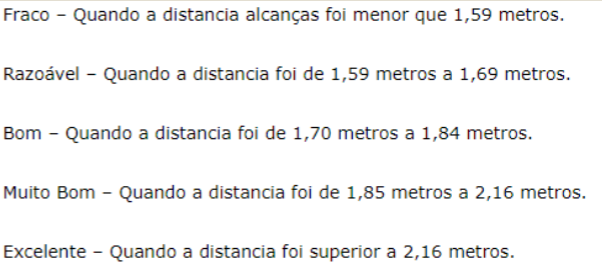 Fraco – Quando a distancia alcanças foi menor que 1,59 metros.
Razoável – Quando a distancia foi de 1,59 metros a 1,69 metros.
Bom – Quando a distancia foi de 1,70 metros a 1,84 metros.
Muito Bom – Quando a distancia foi de 1,85 metros a 2,16 metros.
Excelente – Quando a distancia foi superior a 2,16 metros.